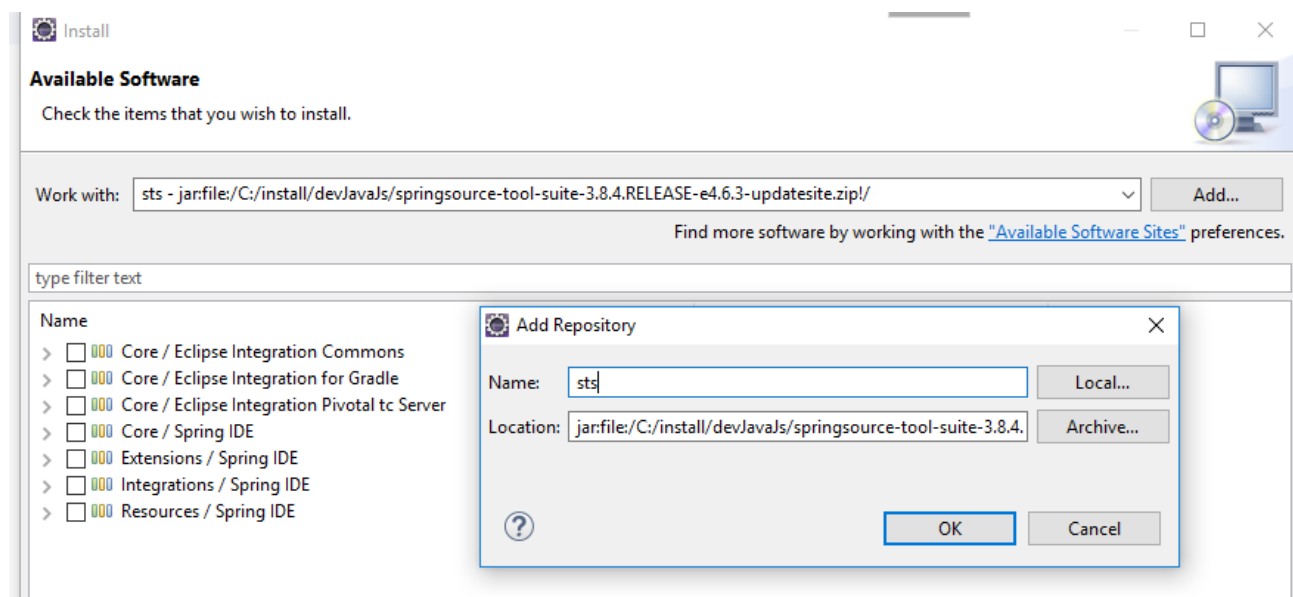 Install
Available Software
Check the items that you wish to install.
Work with: sts - jar:file:/C:/install/devJavaJs/springsource-tool-suite-3.8.4.RELEASE-e4.6.3-updatesite.zip!/ Add...
Find more software by working with the "Available Software Sites" preferences.
type filter text
Name
Core / Eclipse Integration Commons
Core / Eclipse Integration for Gradle
Core / Eclipse Integration Pivotal tc Server
Core / Spring IDE
Extensions / Spring IDE
Integrations / Spring IDE
Resources / Spring IDE
Add Repository
Name: sts Local...
Location: jar:file:/C:/install/devJavaJs/springsource-tool-suite-3.8.4. Archive...
? OK Cancel